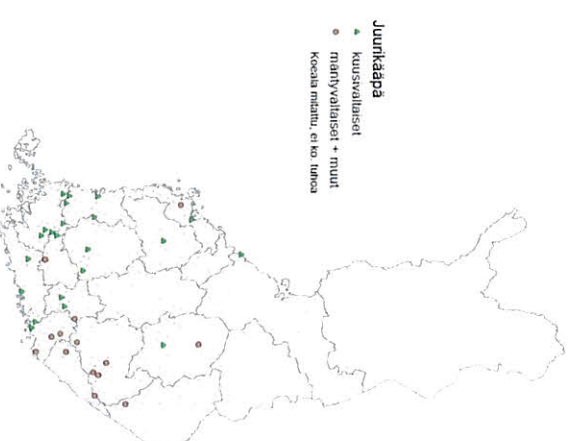 Juurikääpä
kuusivaltaiset
mäntyvaltaiset + muut
Koeala mitattu, ei ko. tuhoa